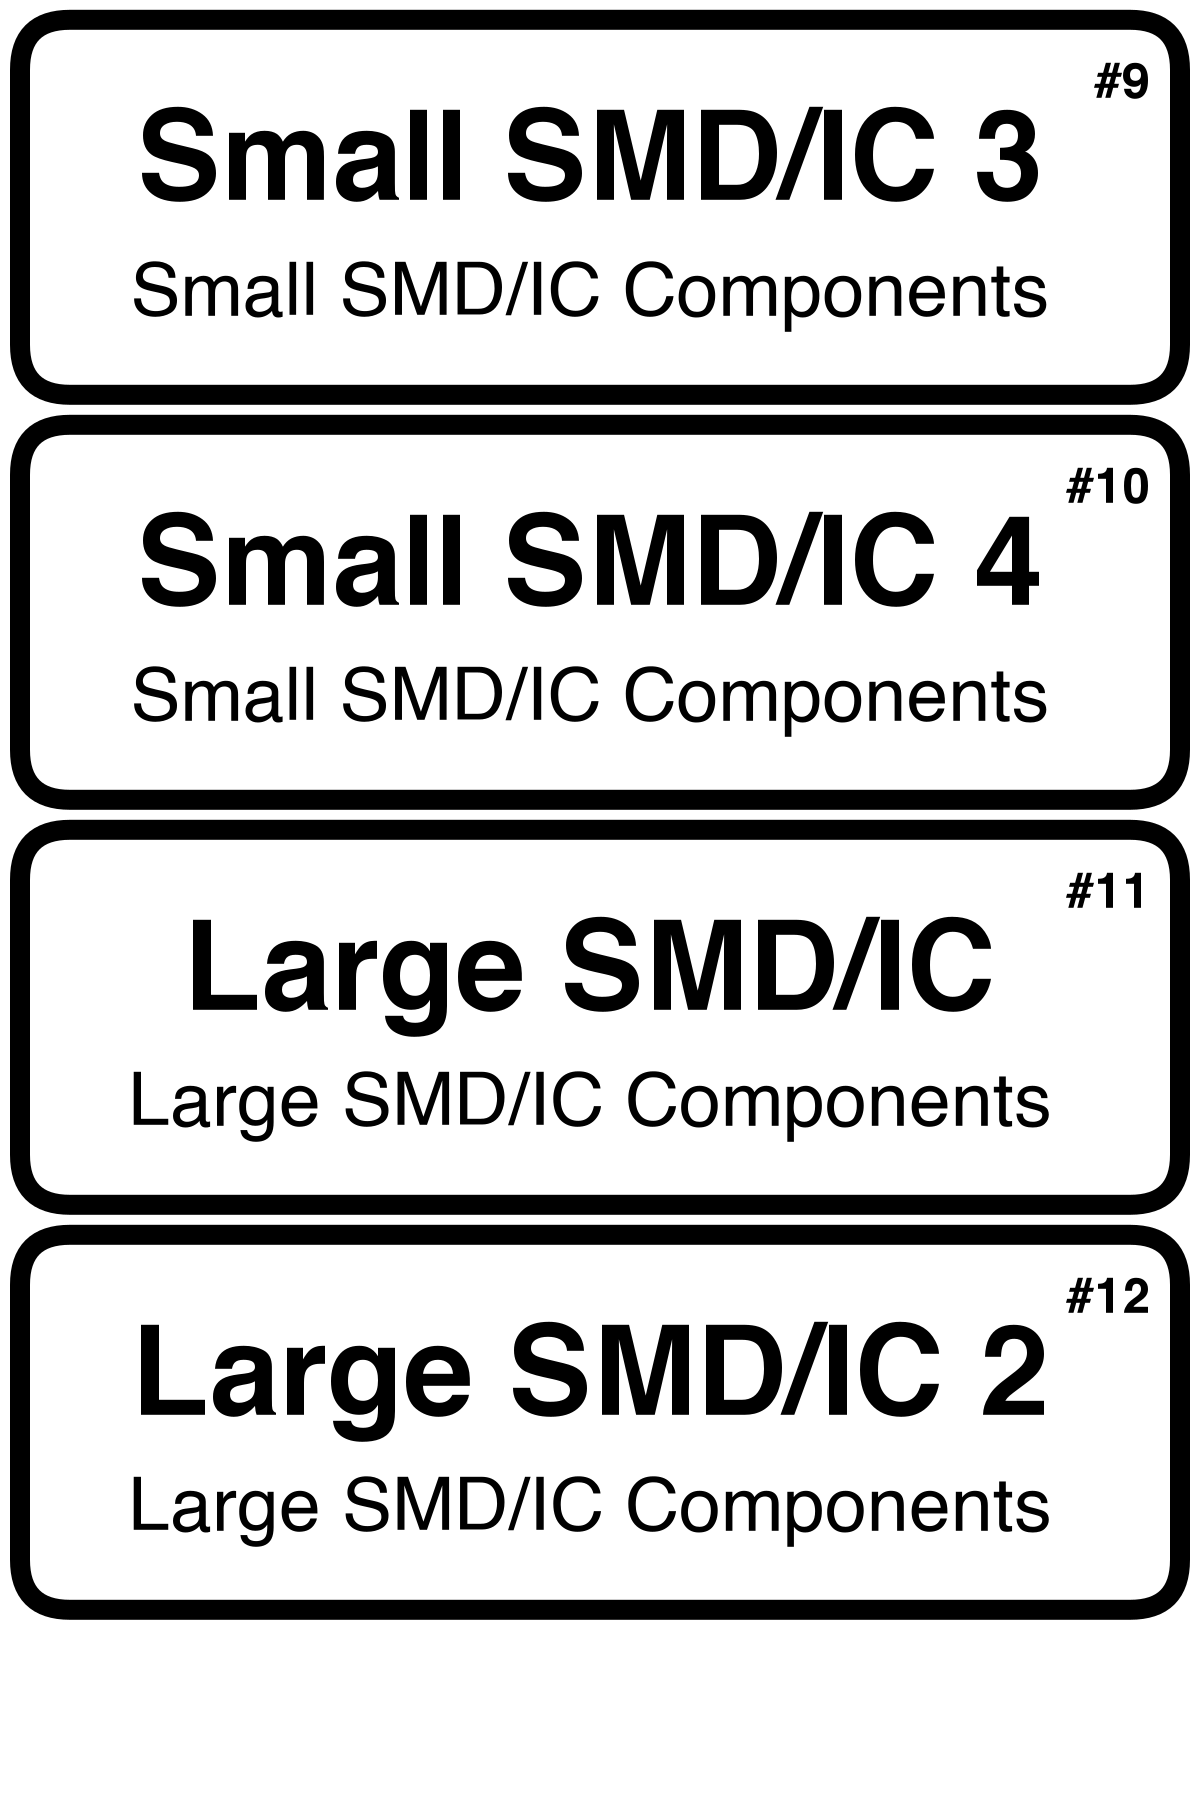 #9
Small SMD/IC 3
Small SMD/IC Components
#10
Small SMD/IC 4
Small SMD/IC Components
#11
Large SMD/IC
Large SMD/IC Components
#12
Large SMD/IC 2
Large SMD/IC Components